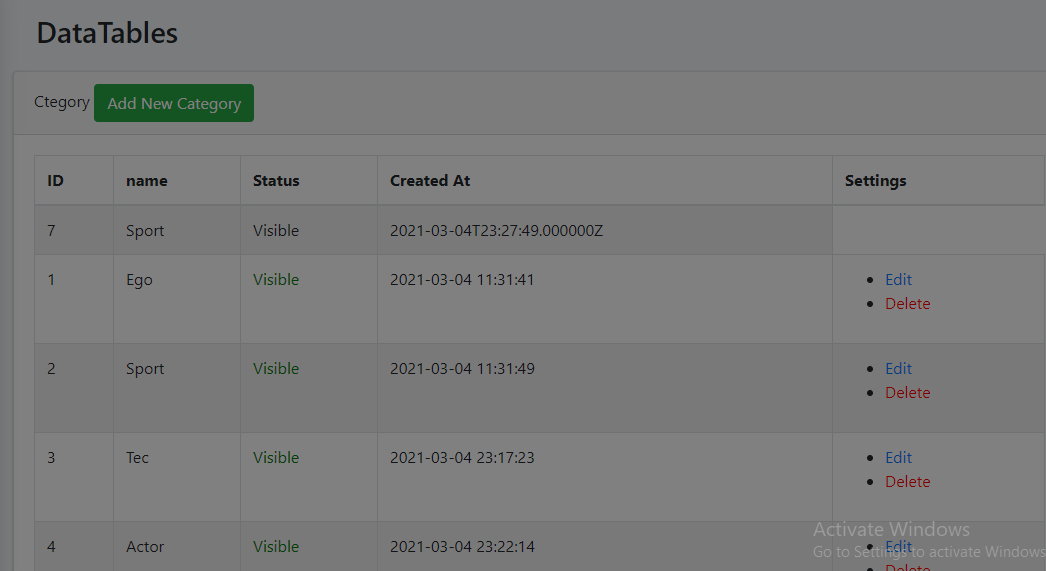 DataTables
Ctegory Add New Category
ID name Status Created At Settings
7 Sport Visible 2021-03-04T23:27:49.000000Z
1 Ego Visible 2021-03-04 11:31:41 Edit
Delete
2 Sport Visible 2021-03-04 11:31:49 Edit
Delete
3 Tec Visible 2021-03-04 23:17:23 Edit
Delete
4 Actor Visible 2021-03-04 23:22:14 Edit
Delete
Activate Windows
Go to Settings to activate Windows